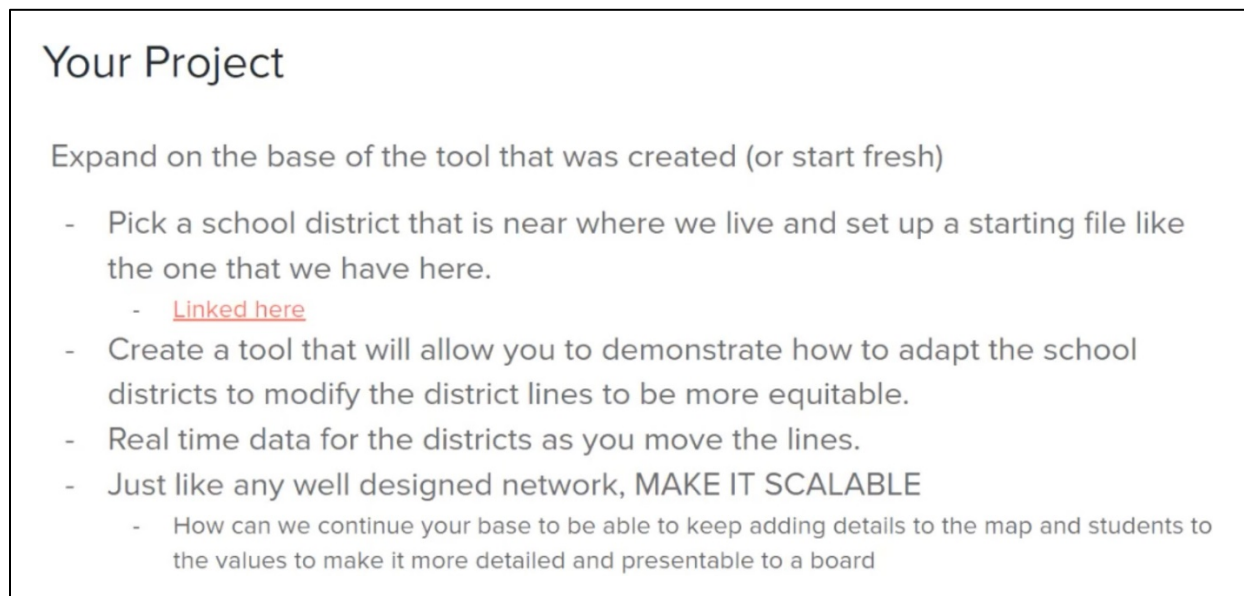 Your Project
Expand on the base of the tool that was created (or start fresh)
- Pick a school district that is near where we live and set up a starting file like
the one that we have here.
- Linked here
- Create a tool that will allow you to demonstrate how to adapt the school
districts to modify the district lines to be more equitable.
- Real time data for the districts as you move the lines.
- Just like any well designed network, MAKE IT SCALABLE
- How can we continue your base to be able to keep adding details to the map and students to
the values to make it more detailed and presentable to a board